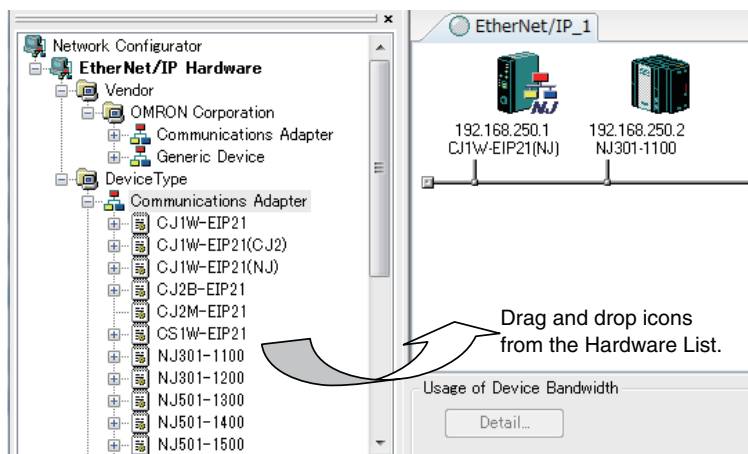 Network Configurator
EtherNet/IP Hardware
Vendor
OMRON Corporation
Communications Adapter
Generic Device
DeviceType
Communications Adapter
CJ1W-EIP21
CJ1W-EIP21(CJ2)
CJ1W-EIP21(NJ)
CJ2B-EIP21
CJ2M-EIP21
CS1W-EIP21
NJ301-1100
NJ301-1200
NJ501-1300
NJ501-1400
NJ501-1500
EtherNet/IP_1
NJ
192.168.250.1 192.168.250.2
CJ1W-EIP21(NJ) NJ301-1100
Drag and drop icons
from the Hardware List.
Usage of Device Bandwidth
Detail...